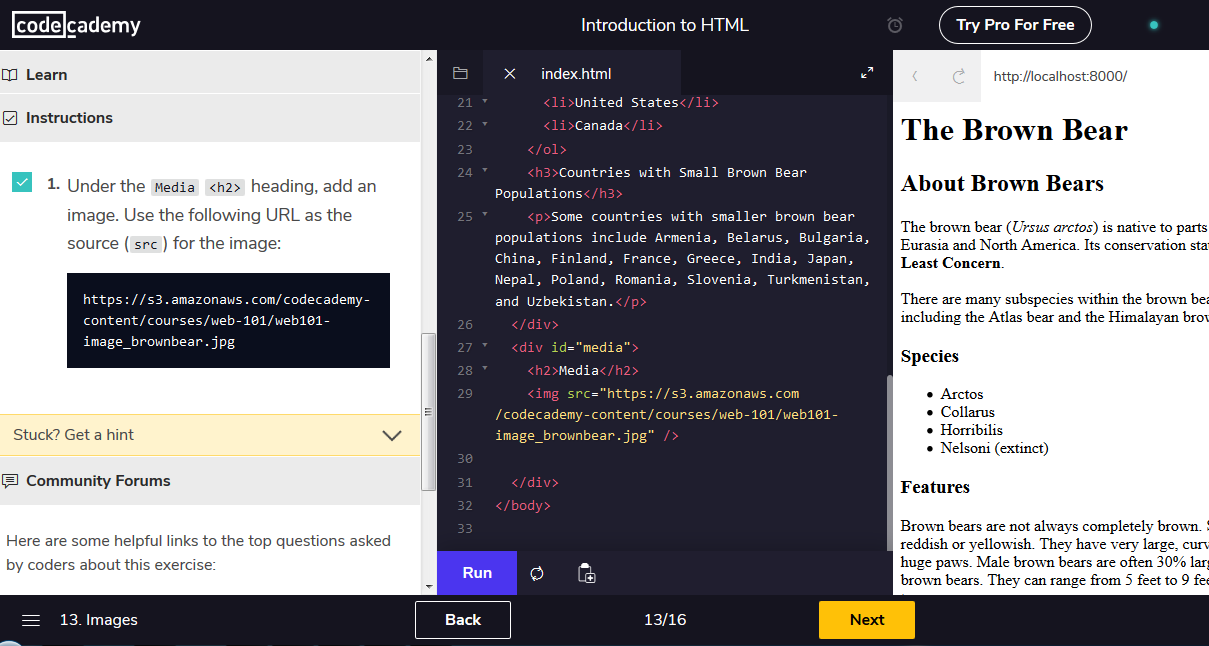 codecademy
Introduction to HTML
Try Pro For Free
Learn
Instructions
1. Under the Media <h2> heading, add an
image. Use the following URL as the
source (src) for the image:
https://s3.amazonaws.com/codecademy-
content/courses/web-101/web101-
image_brownbear.jpg
Stuck? Get a hint
Community Forums
Here are some helpful links to the top questions asked
by coders about this exercise:
index.html
21 <li>United States</li>
22 <li>Canada</li>
23 </ol>
24 <h3>Countries with Small Brown Bear
Populations</h3>
25 <p>Some countries with smaller brown bear
populations include Armenia, Belarus, Bulgaria,
China, Finland, France, Greece, India, Japan,
Nepal, Poland, Romania, Slovenia, Turkmenistan,
and Uzbekistan.</p>
26 </div>
27 <div id="media">
28 <h2>Media</h2>
29 <img src="https://s3.amazonaws.com
/codecademy-content/courses/web-101/web101-
image_brownbear.jpg" />
30
31 </div>
32 </body>
33
Run
http://localhost:8000/
The Brown Bear
About Brown Bears
The brown bear (Ursus arctos) is native to parts
Eurasia and North America. Its conservation sta
Least Concern.
There are many subspecies within the brown bea
including the Atlas bear and the Himalayan brow
Species
• Arctos
• Collarus
• Horribilis
• Nelsoni (extinct)
Features
Brown bears are not always completely brown. S
reddish or yellowish. They have very large, curv
huge paws. Male brown bears are often 30% larg
brown bears. They can range from 5 feet to 9 fee
13. Images
Back
13/16
Next